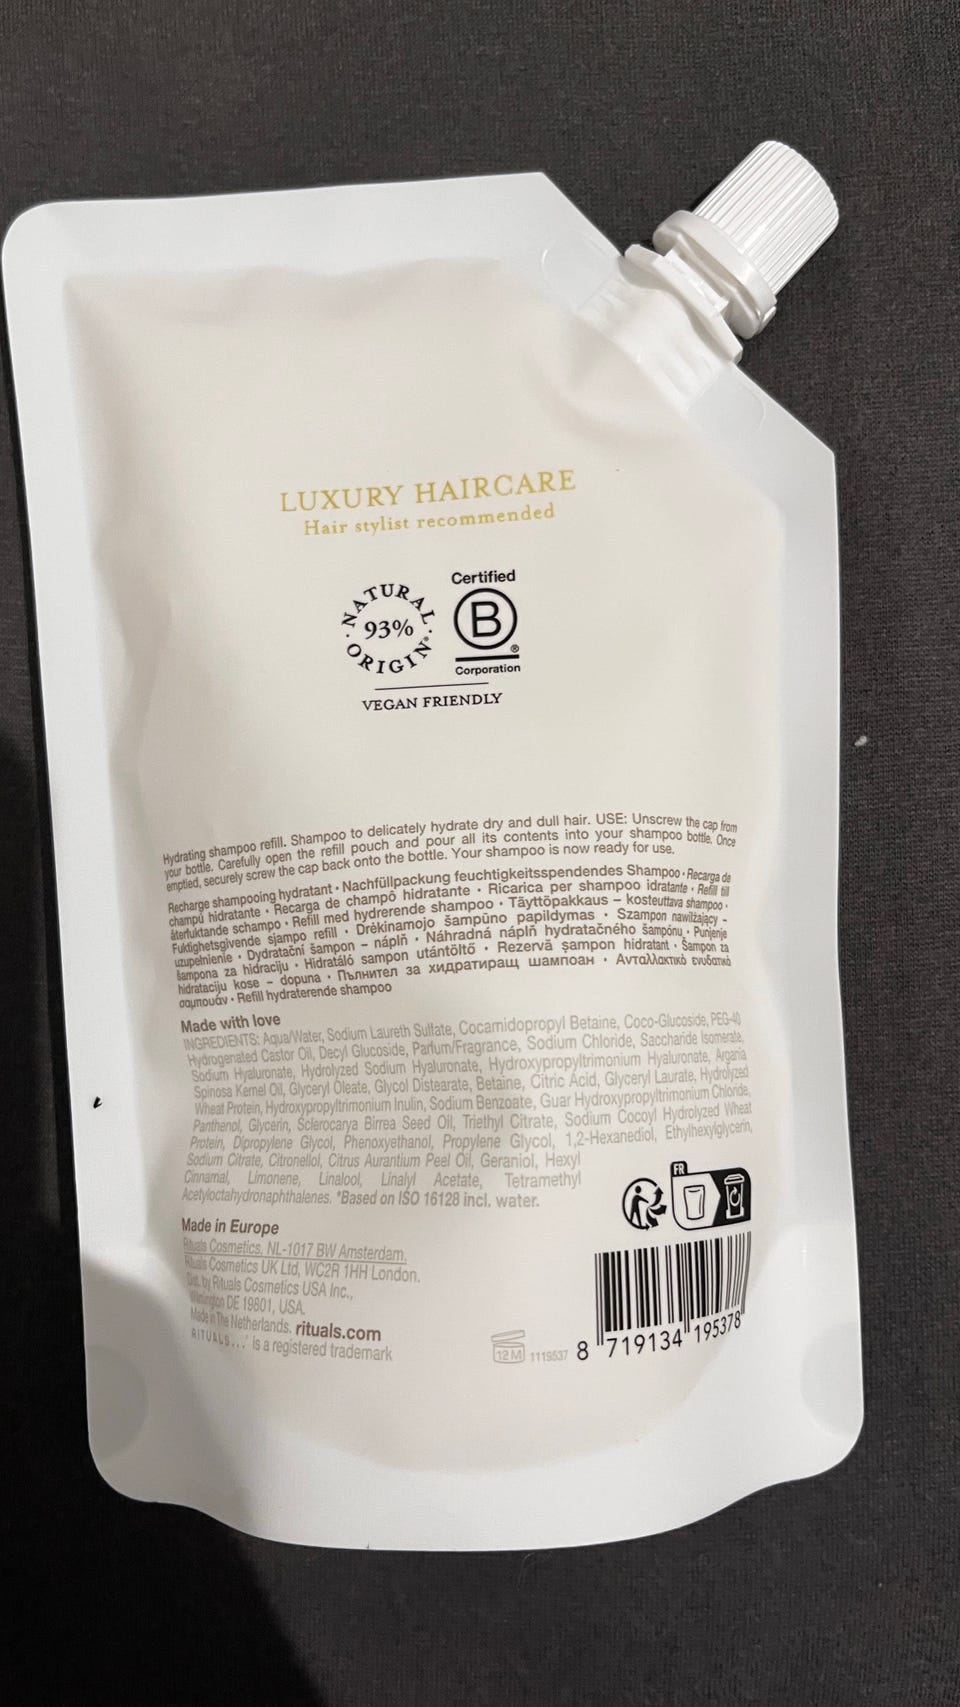 LUXURY HAIRCARE
Hair stylist recommended
NATURAL
93%
ORIGIN*
Certified
B
®
Corporation
VEGAN FRIENDLY
Hydrating shampoo refill. Shampoo to delicately hydrate dry and dull hair. USE: Unscrew the cap from
your bottle. Carefully open the refill pouch and pour all its contents into your shampoo bottle. Once
emptied, securely screw the cap back onto the bottle. Your shampoo is now ready for use.
Recharge shampooing hydratant • Nachfüllpackung feuchtigkeitsspendendes Shampoo • Recarga de
champú hidratante • Recarga de champô hidratante • Ricarica per shampoo idratante • Refill till
återfuktande schampo • Refill med hydrerende shampoo • Täyttöpakkaus – kosteuttava shampoo •
Fuktighetsgivende sjampo refill • Drėkinamojo šampūno papildymas • Szampon nawilżający -
uzupełnienie • Dydratační šampon – náplň • Náhradná náplň hydratačného šampónu • Punjenje
šampona za hidraciju • Hidratáló sampon utántöltő • Rezervă șampon hidratant • Šampon za
hidrataciju kose – dopuna • Пълнител за хидратиращ шампоан • Ανταλλακτικό ενυδατικό
σαμπουάν • Refill hydraterende shampoo
Made with love
INGREDIENTS: Aqua/Water, Sodium Laureth Sulfate, Cocamidopropyl Betaine, Coco-Glucoside, PEG-40
Hydrogenated Castor Oil, Decyl Glucoside, Parfum/Fragrance, Sodium Chloride, Saccharide Isomerate,
Sodium Hyaluronate, Hydrolyzed Sodium Hyaluronate, Hydroxypropyltrimonium Hyaluronate, Argania
Spinosa Kernel Oil, Glyceryl Oleate, Glycol Distearate, Betaine, Citric Acid, Glyceryl Laurate, Hydrolyzed
Wheat Protein, Hydroxypropyltrimonium Inulin, Sodium Benzoate, Guar Hydroxypropyltrimonium Chloride,
Panthenol, Glycerin, Sclerocarya Birrea Seed Oil, Triethyl Citrate, Sodium Cocoyl Hydrolyzed Wheat
Protein, Dipropylene Glycol, Phenoxyethanol, Propylene Glycol, 1,2-Hexanediol, Ethylhexylglycerin,
Sodium Citrate, Citronellol, Citrus Aurantium Peel Oil, Geraniol, Hexyl
Cinnamal, Limonene, Linalool, Linalyl Acetate, Tetramethyl
Acetyloctahydronaphthalenes. *Based on ISO 16128 incl. water.
FR
Made in Europe
Rituals Cosmetics, NL-1017 BW Amsterdam.
Rituals Cosmetics UK Ltd, WC2R 1HH London.
Dist. by Rituals Cosmetics USA Inc.,
Wilmington DE 19801, USA.
Made in The Netherlands. rituals.com
RITUALS... is a registered trademark
12 M 1119537 8 719134 195378